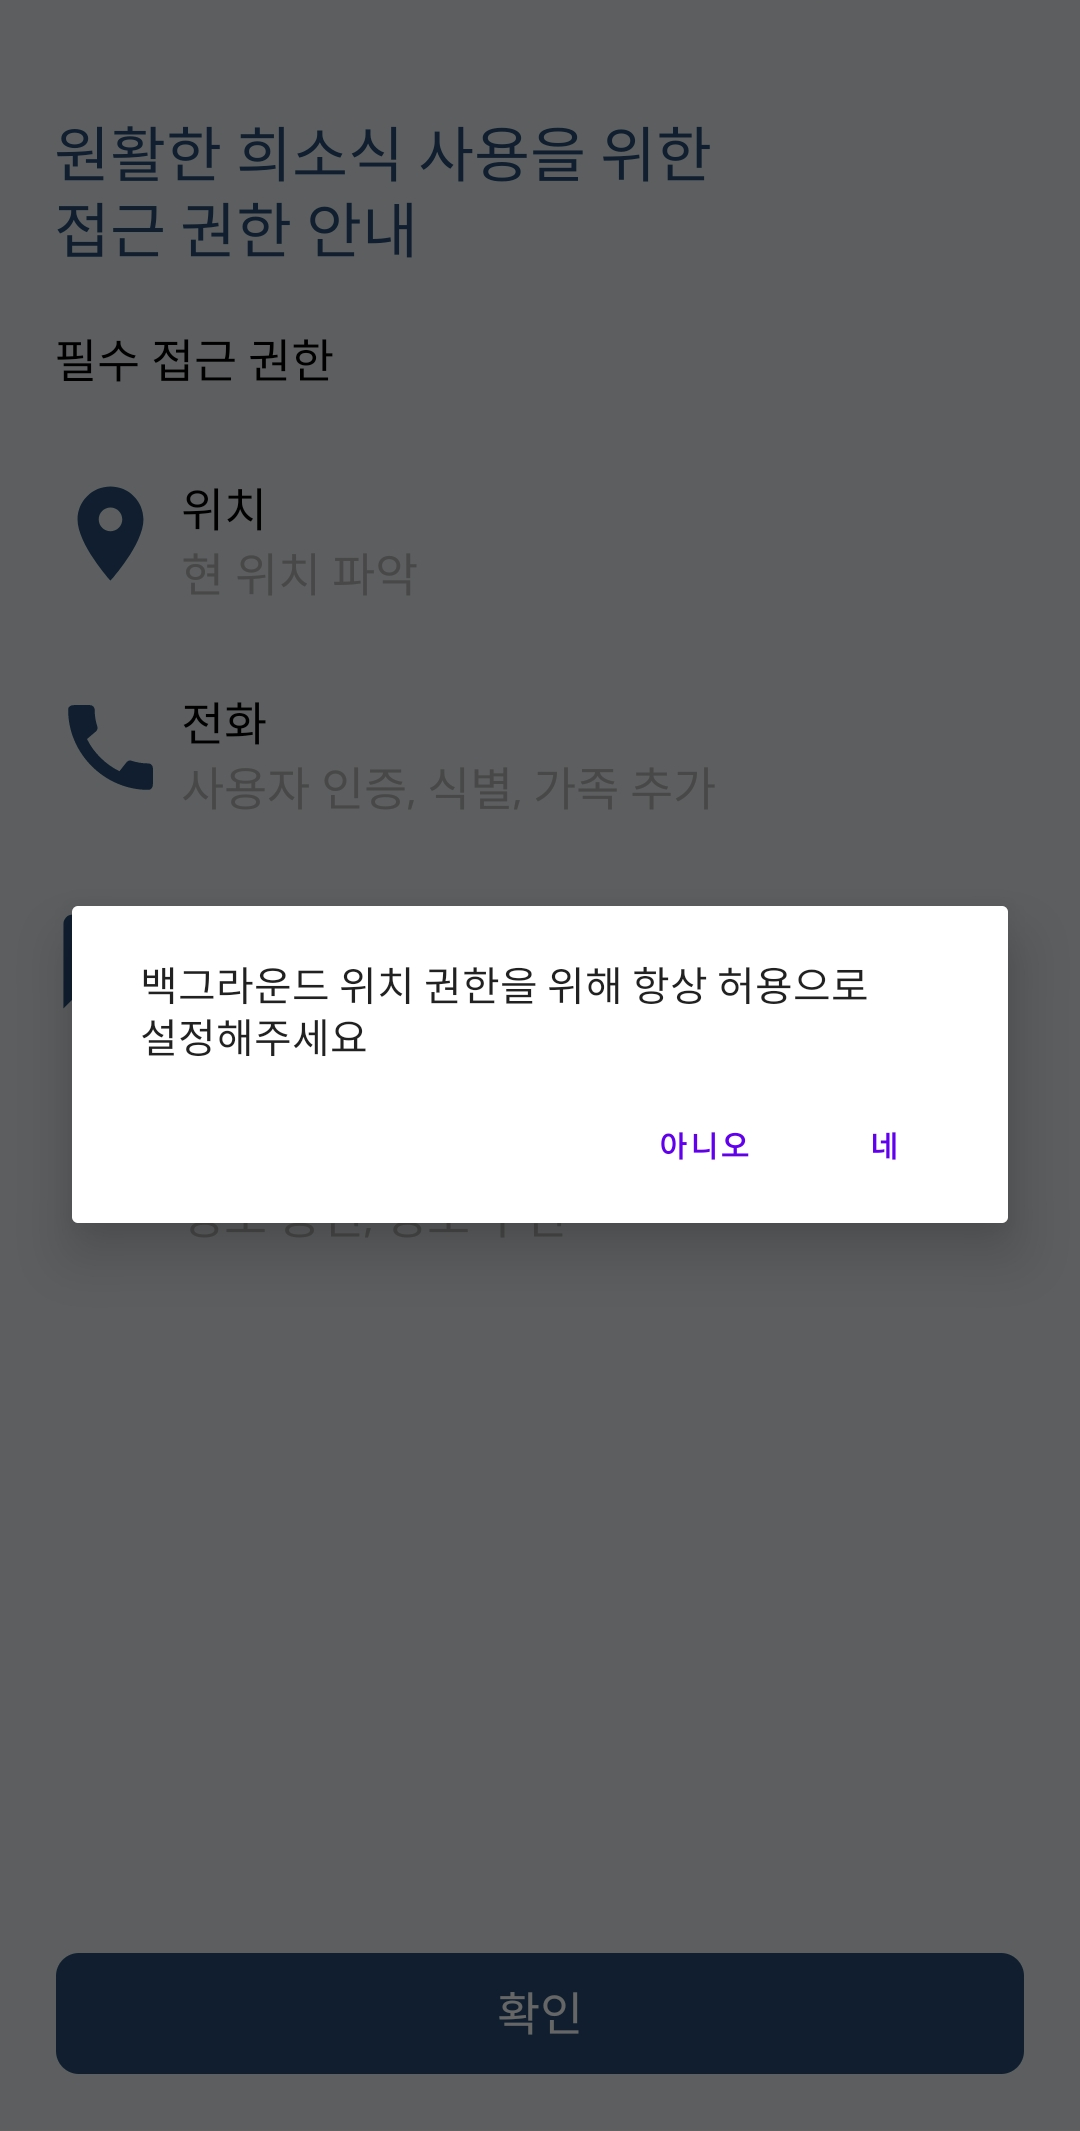 원활한 희소식 사용을 위한
접근 권한 안내
필수 접근 권한
위치
현 위치 파악
전화
사용자 인증, 식별, 가족 추가
백그라운드 위치 권한을 위해 항상 허용으로
설정해주세요
아니오
네
확인